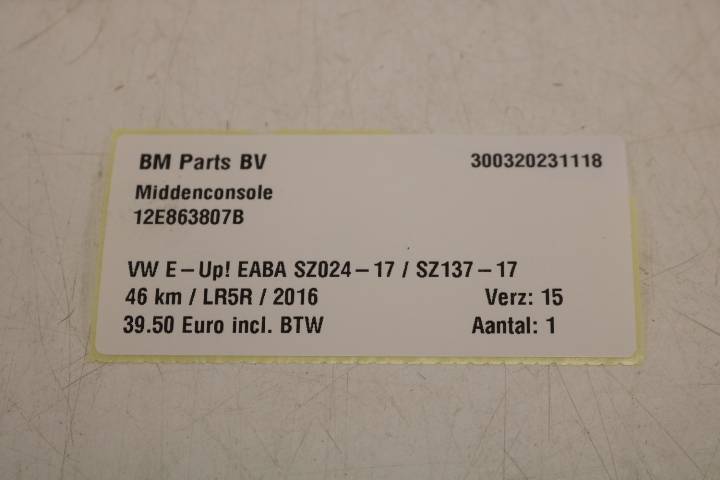 BM Parts BV 300320231118
Middenconsole
12E863807B
VW E-Up! EABA SZ024-17 / SZ137-17
46 km / LR5R / 2016 Verz: 15
39.50 Euro incl. BTW Aantal: 1